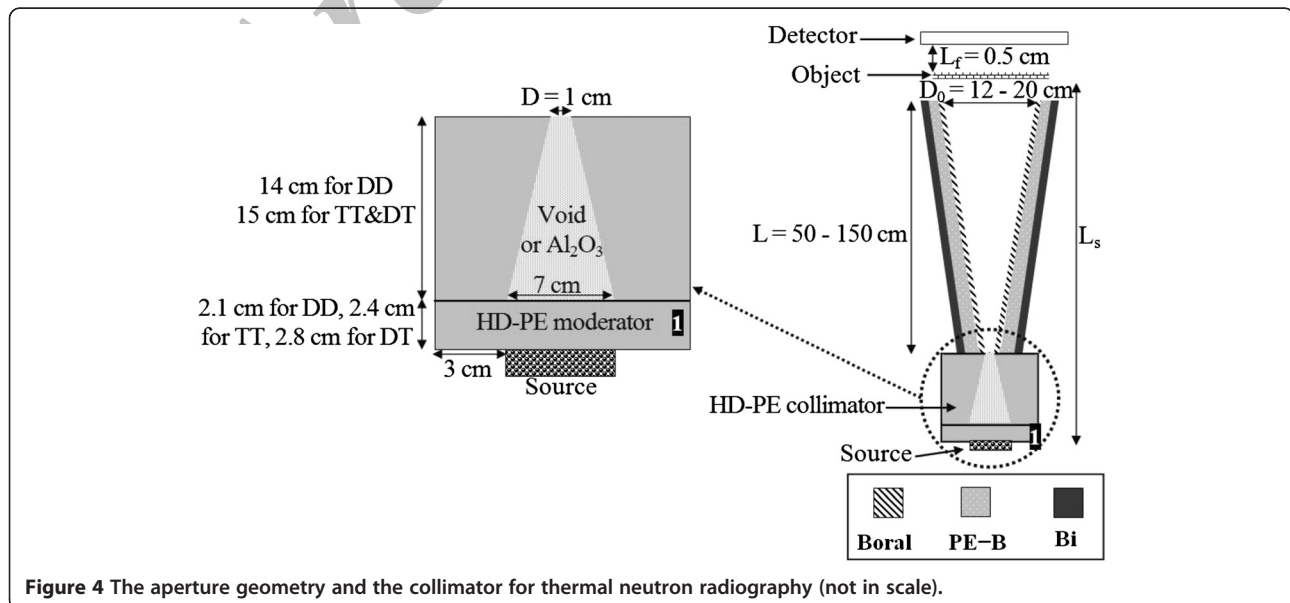 D = 1 cm
14 cm for DD
15 cm for TT&DT
Void
or Al₂O₃
7 cm
2.1 cm for DD, 2.4 cm
for TT, 2.8 cm for DT
HD-PE moderator
1
3 cm
Source
Detector
L_f = 0.5 cm
Object
D₀ = 12 - 20 cm
L = 50 - 150 cm
L_s
HD-PE collimator
1
Source
Boral
PE–B
Bi
Figure 4 The aperture geometry and the collimator for thermal neutron radiography (not in scale).